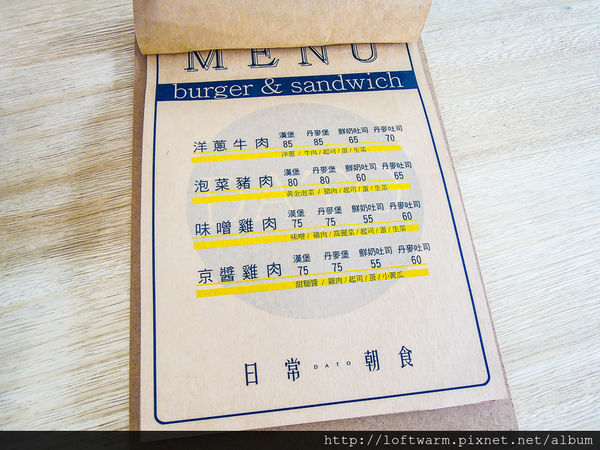 MENU
burger & sandwich
洋蔥牛肉 漢堡 丹麥堡 鮮奶吐司 丹麥吐司
85 85 65 70
洋蔥 / 牛肉 / 起司 / 蛋 / 生菜
泡菜豬肉 漢堡 丹麥堡 鮮奶吐司 丹麥吐司
80 80 60 65
黃金泡菜 / 豬肉 / 起司 / 蛋 / 生菜
味噌雞肉 漢堡 丹麥堡 鮮奶吐司 丹麥吐司
75 75 55 60
味噌 / 雞肉 / 高麗菜 / 起司 / 蛋 / 生菜
京醬雞肉 漢堡 丹麥堡 鮮奶吐司 丹麥吐司
75 75 55 60
甜麵醬 / 雞肉 / 起司 / 蛋 / 小黃瓜
日常 DATO 朝食
http://loftwarm.pixnet.net/album